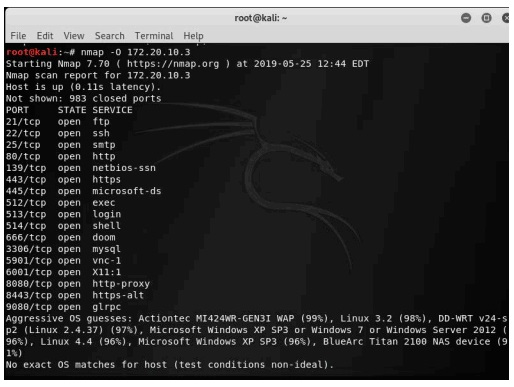 root@kali: ~
File Edit View Search Terminal Help
root@kali:~# nmap -O 172.20.10.3
Starting Nmap 7.70 ( https://nmap.org ) at 2019-05-25 12:44 EDT
Nmap scan report for 172.20.10.3
Host is up (0.11s latency).
Not shown: 983 closed ports
PORT     STATE SERVICE
21/tcp   open  ftp
22/tcp   open  ssh
25/tcp   open  smtp
80/tcp   open  http
139/tcp  open  netbios-ssn
443/tcp  open  https
445/tcp  open  microsoft-ds
512/tcp  open  exec
513/tcp  open  login
514/tcp  open  shell
666/tcp  open  doom
3306/tcp open  mysql
5901/tcp open  vnc-1
6001/tcp open  X11:1
8080/tcp open  http-proxy
8443/tcp open  https-alt
9080/tcp open  glrpc
Aggressive OS guesses: Actiontec MI424WR-GEN3I WAP (99%), Linux 3.2 (98%), DD-WRT v24-s
p2 (Linux 2.4.37) (97%), Microsoft Windows XP SP3 or Windows 7 or Windows Server 2012 (
96%), Linux 4.4 (96%), Microsoft Windows XP SP3 (96%), BlueArc Titan 2100 NAS device (9
1%)
No exact OS matches for host (test conditions non-ideal).